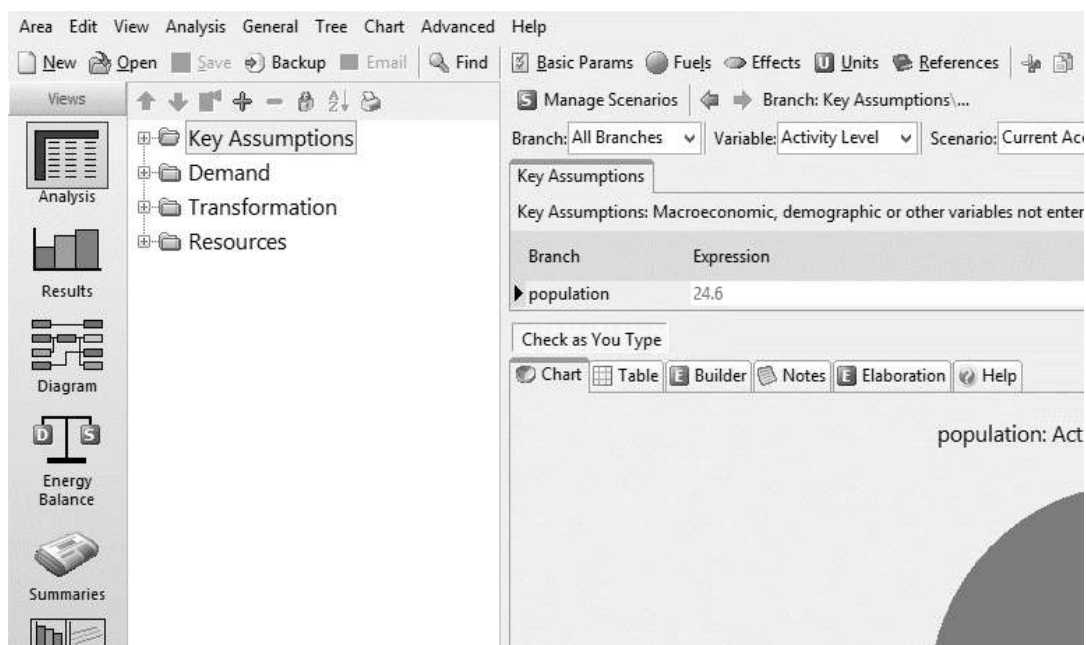 Area Edit View Analysis General Tree Chart Advanced Help
New Open Save Backup Email Find Basic Params Fuels Effects U Units References
Views
S Manage Scenarios Branch: Key Assumptions\...
Branch: All Branches Variable: Activity Level Scenario: Current Acc
Key Assumptions
Demand
Transformation
Resources
Key Assumptions
Key Assumptions: Macroeconomic, demographic or other variables not enter
Branch Expression
population 24.6
Check as You Type
Chart Table E Builder Notes E Elaboration Help
population: Act
Analysis
Results
Diagram
D S
Energy
Balance
Summaries